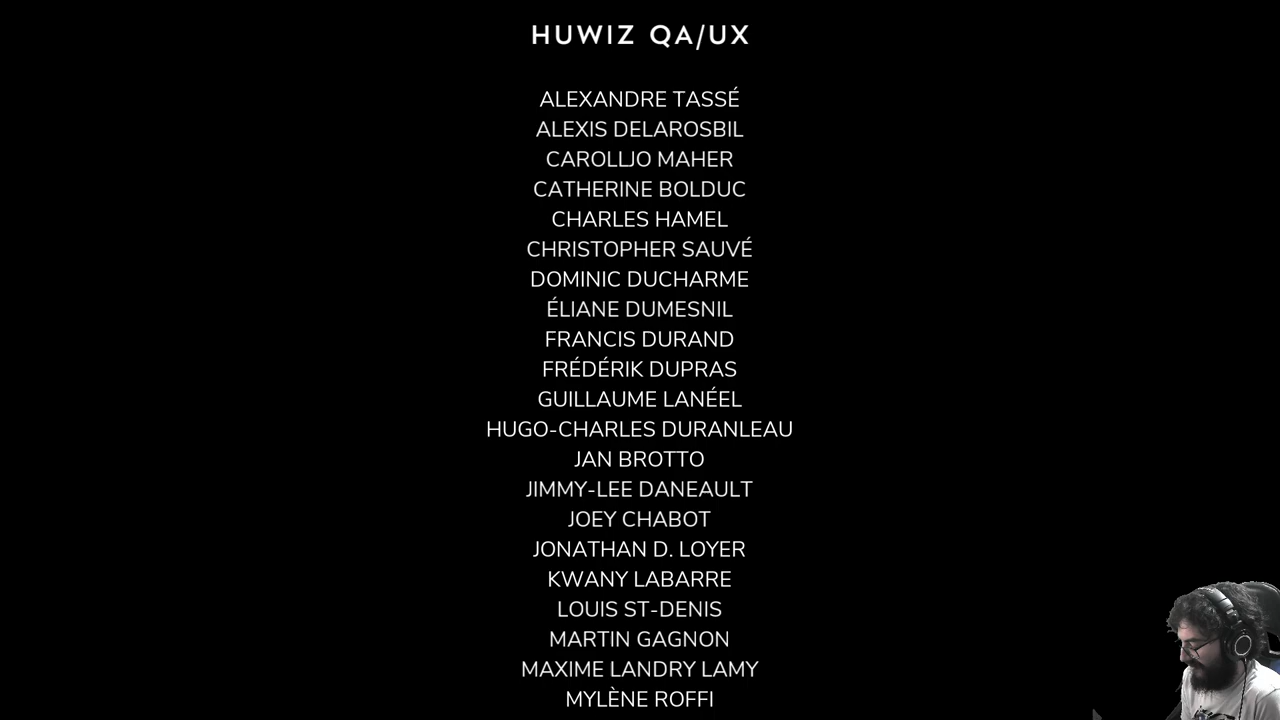 HUWIZ QA/UX
ALEXANDRE TASSÉ
ALEXIS DELAROSBIL
CAROLLJO MAHER
CATHERINE BOLDUC
CHARLES HAMEL
CHRISTOPHER SAUVÉ
DOMINIC DUCHARME
ÉLIANE DUMESNIL
FRANCIS DURAND
FRÉDÉRIK DUPRAS
GUILLAUME LANÉEL
HUGO-CHARLES DURANLEAU
JAN BROTTO
JIMMY-LEE DANEAULT
JOEY CHABOT
JONATHAN D. LOYER
KWANY LABARRE
LOUIS ST-DENIS
MARTIN GAGNON
MAXIME LANDRY LAMY
MYLÈNE ROFFI